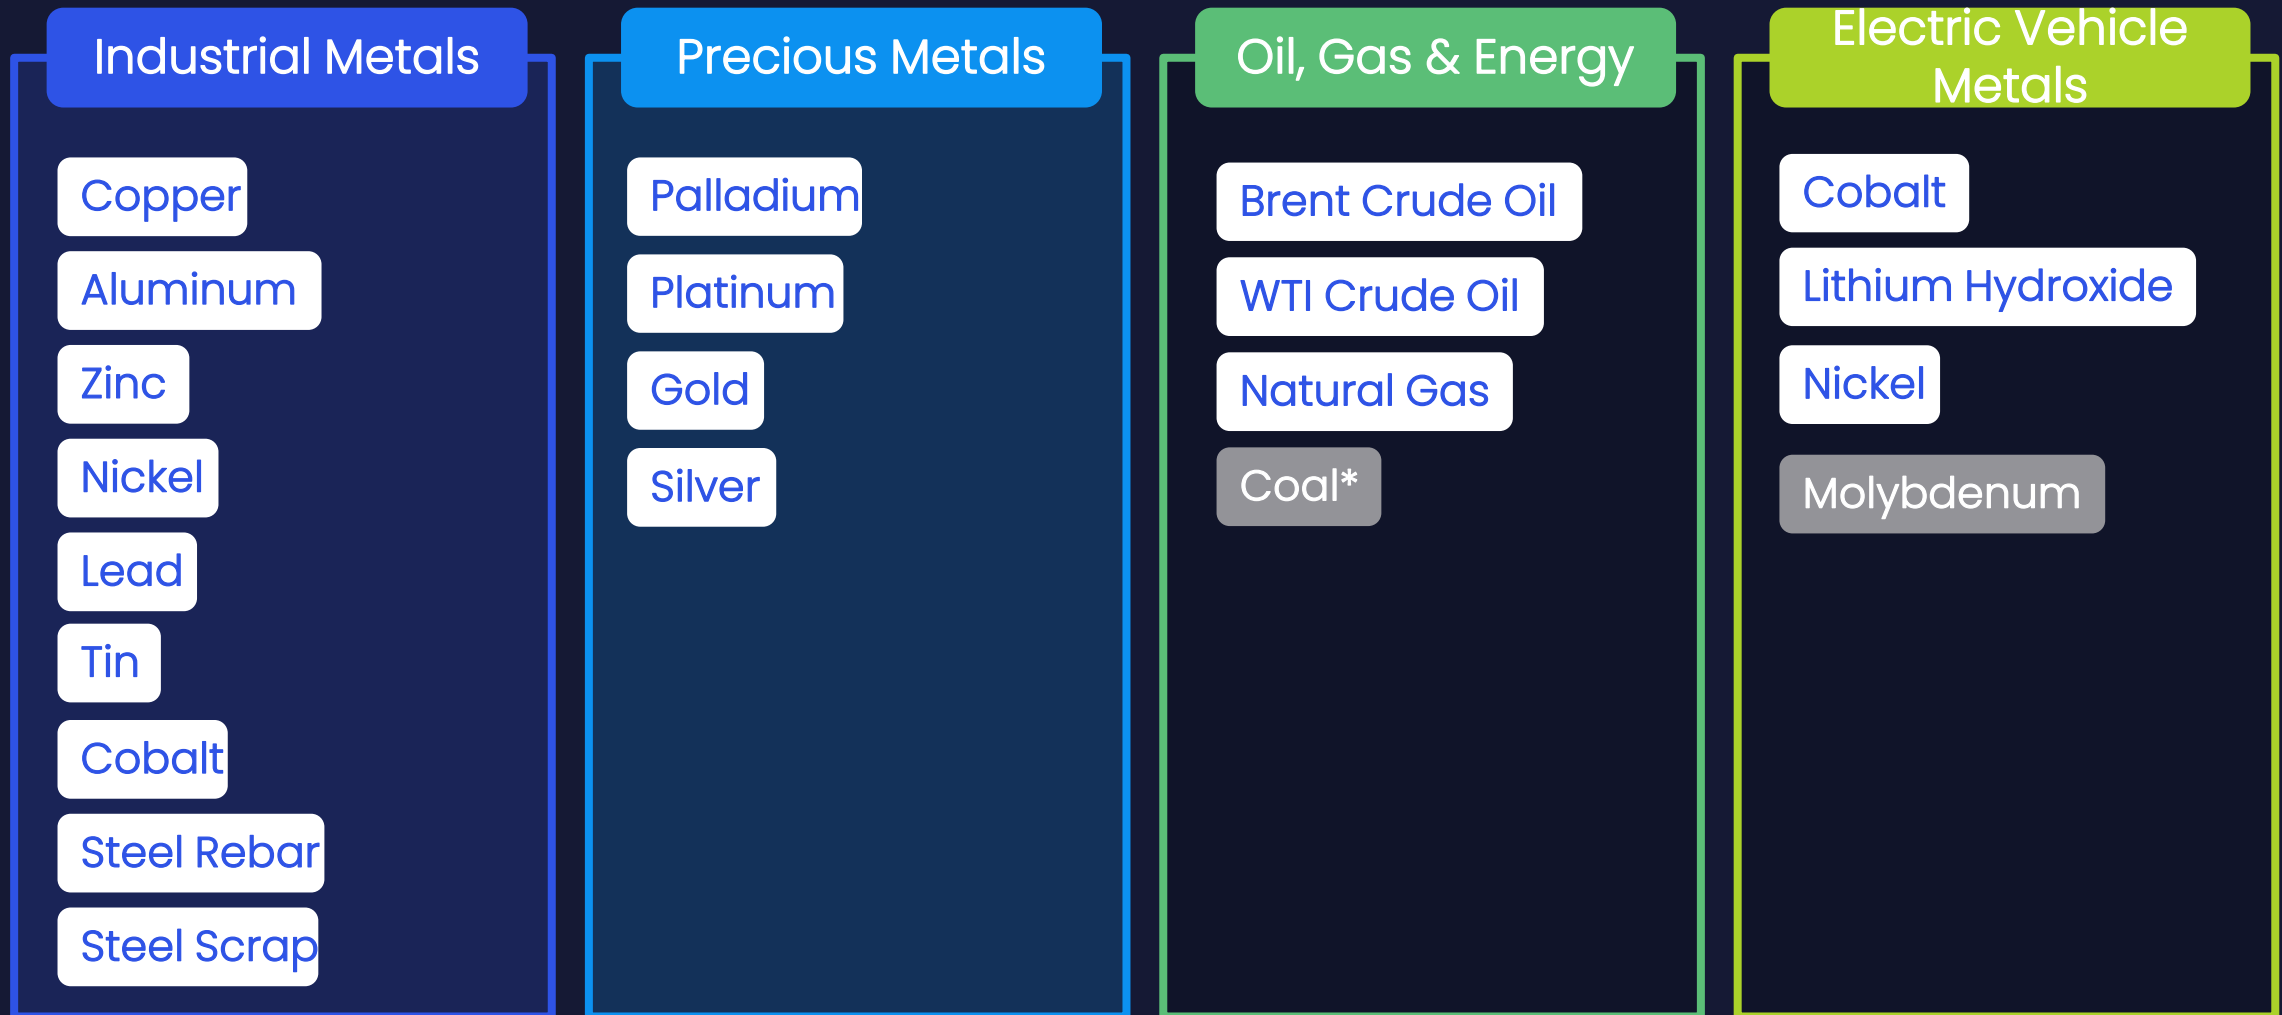 Industrial Metals
Copper
Aluminum
Zinc
Nickel
Lead
Tin
Cobalt
Steel Rebar
Steel Scrap
Precious Metals
Palladium
Platinum
Gold
Silver
Oil, Gas & Energy
Brent Crude Oil
WTI Crude Oil
Natural Gas
Coal*
Electric Vehicle
Metals
Cobalt
Lithium Hydroxide
Nickel
Molybdenum